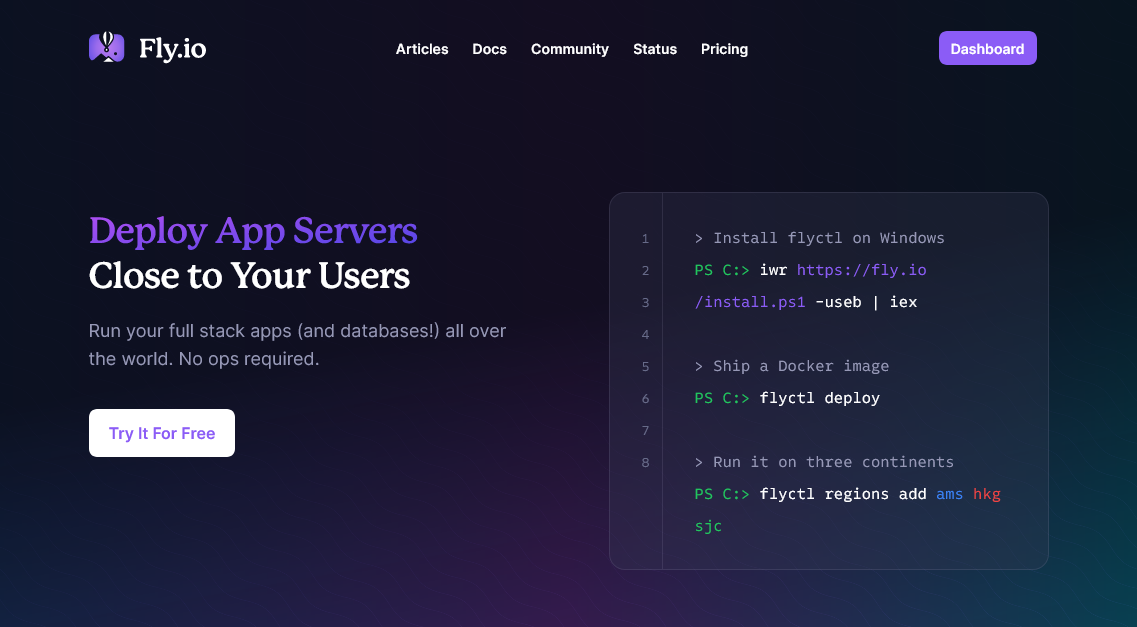 Fly.io
Articles Docs Community Status Pricing
Dashboard
Deploy App Servers
Close to Your Users
Run your full stack apps (and databases!) all over
the world. No ops required.
Try It For Free
1 > Install flyctl on Windows
2 PS C:> iwr https://fly.io
3 /install.ps1 -useb | iex
4
5 > Ship a Docker image
6 PS C:> flyctl deploy
7
8 > Run it on three continents
PS C:> flyctl regions add ams hkg
sjc